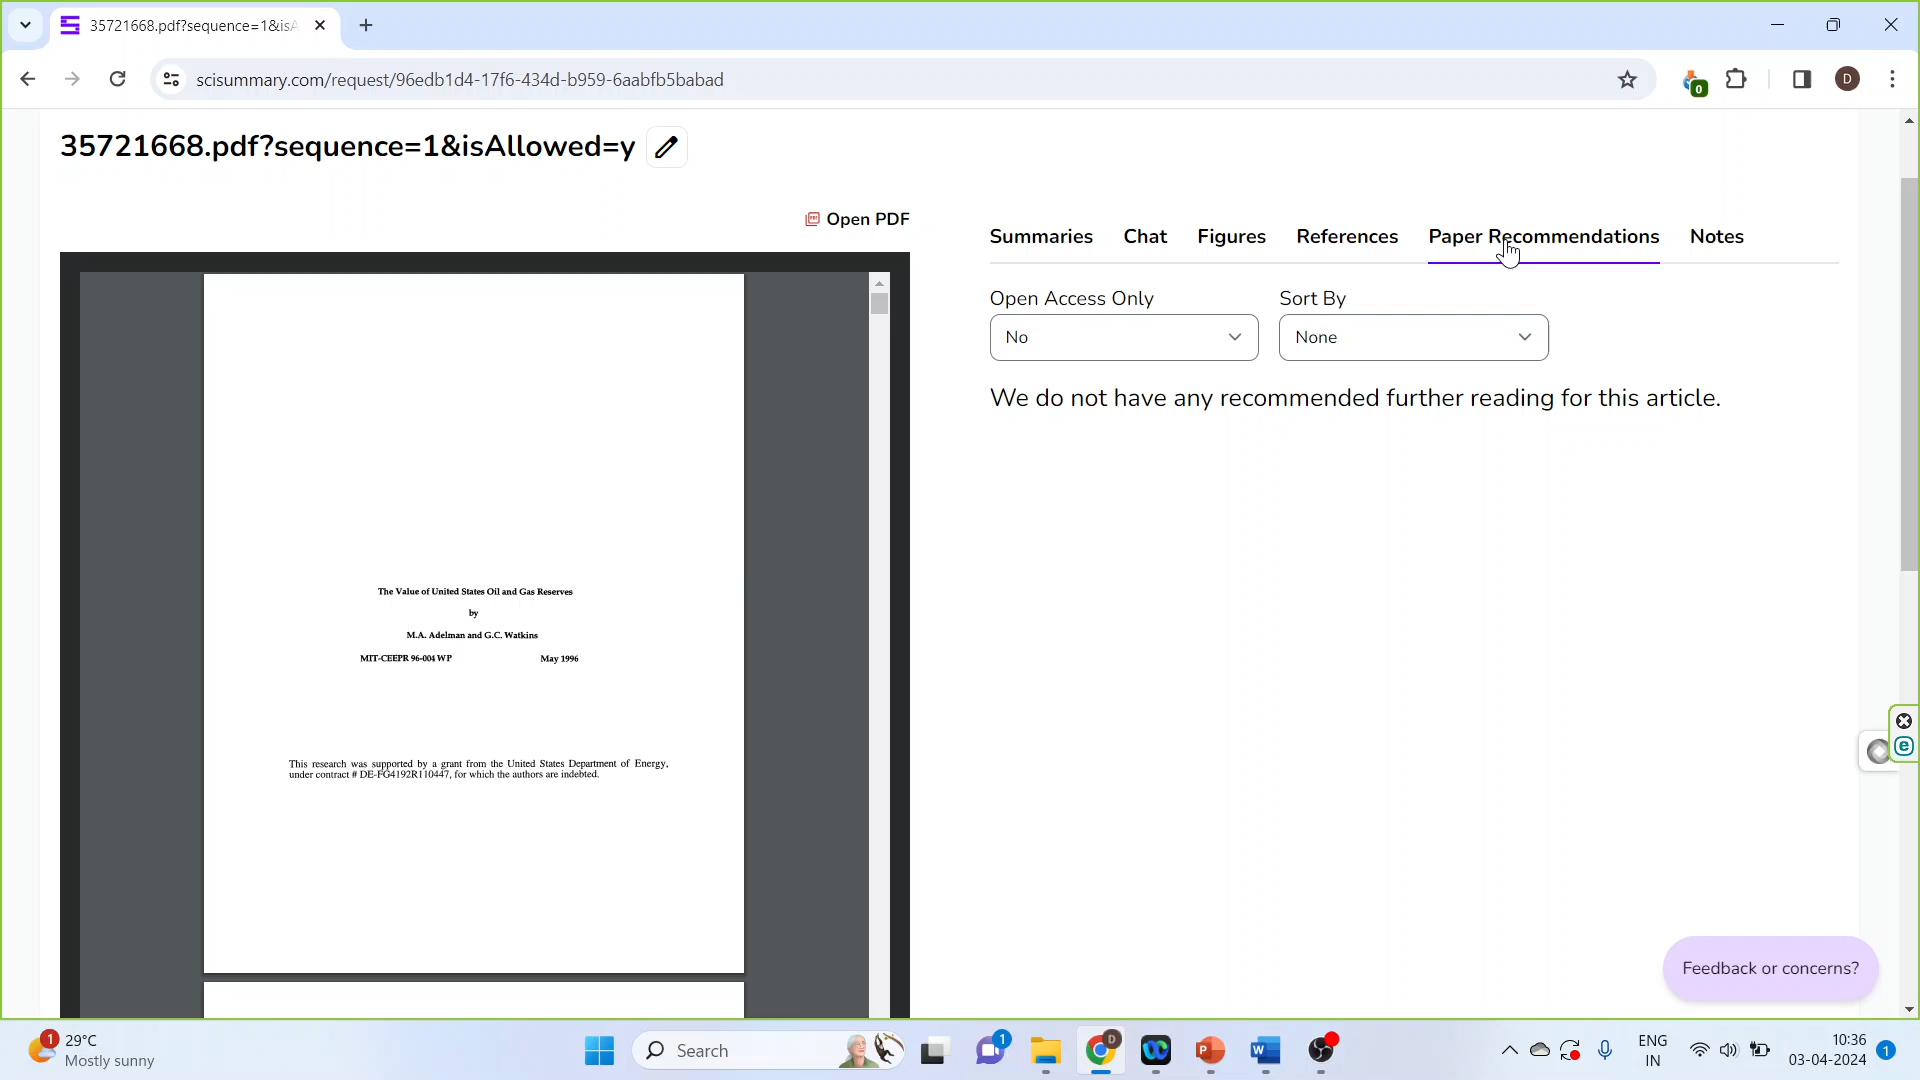 35721668.pdf?sequence=1&isA
scisummary.com/request/96edb1d4-17f6-434d-b959-6aabfb5babad
0
D
35721668.pdf?sequence=1&isAllowed=y
Open PDF
Summaries Chat Figures References Paper Recommendations Notes
Open Access Only Sort By
No None
We do not have any recommended further reading for this article.
The Value of United States Oil and Gas Reserves
by
M.A. Adelman and G.C. Watkins
MIT-CEEPR 96-004 WP May 1996
This research was supported by a grant from the United States Department of Energy,
under contract # DE-FG4192R110447, for which the authors are indebted.
Feedback or concerns?
1
29°C
Mostly sunny
Search
1
D
ENG
IN
10:36
03-04-2024
1